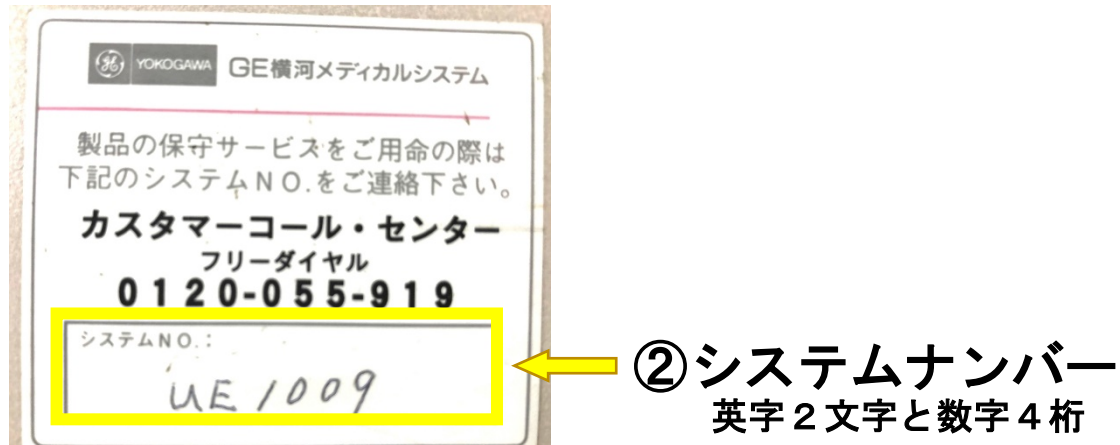 GE YOKOGAWA GE横河メディカルシステム
製品の保守サービスをご用命の際は
下記のシステムNO.をご連絡下さい。
カスタマーコール・センター
フリーダイヤル
0120-055-919
システムNO.:
UE1009
②システムナンバー
英字2文字と数字4桁